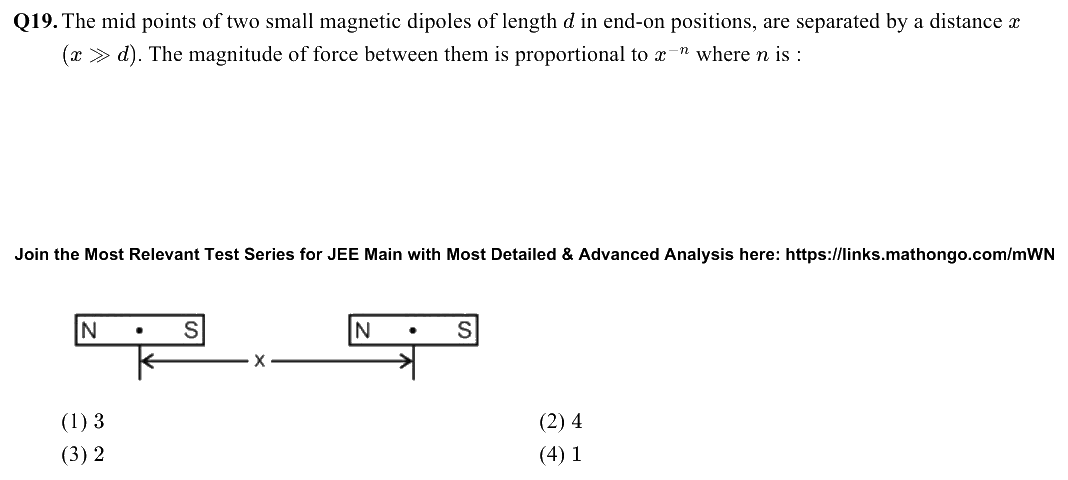 Q19. The mid points of two small magnetic dipoles of length d in end-on positions, are separated by a distance x
(x ≫ d). The magnitude of force between them is proportional to x⁻ⁿ where n is :
Join the Most Relevant Test Series for JEE Main with Most Detailed & Advanced Analysis here: https://links.mathongo.com/mWN
N • S N • S
x
(1) 3 (2) 4
(3) 2 (4) 1